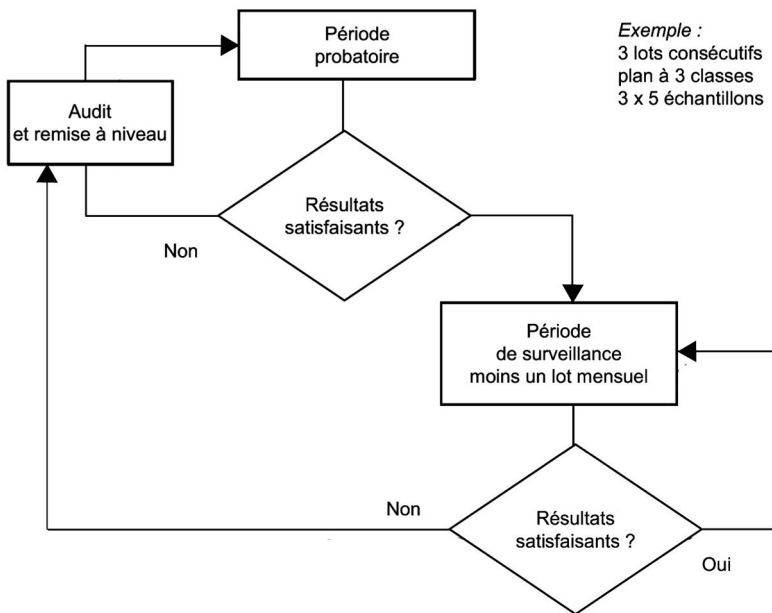 Période
probatoire
Exemple :
3 lots consécutifs
plan à 3 classes
3 x 5 échantillons
Audit
et remise à niveau
Résultats
satisfaisants ?
Non
Période
de surveillance
moins un lot mensuel
Non
Résultats
satisfaisants ?
Oui